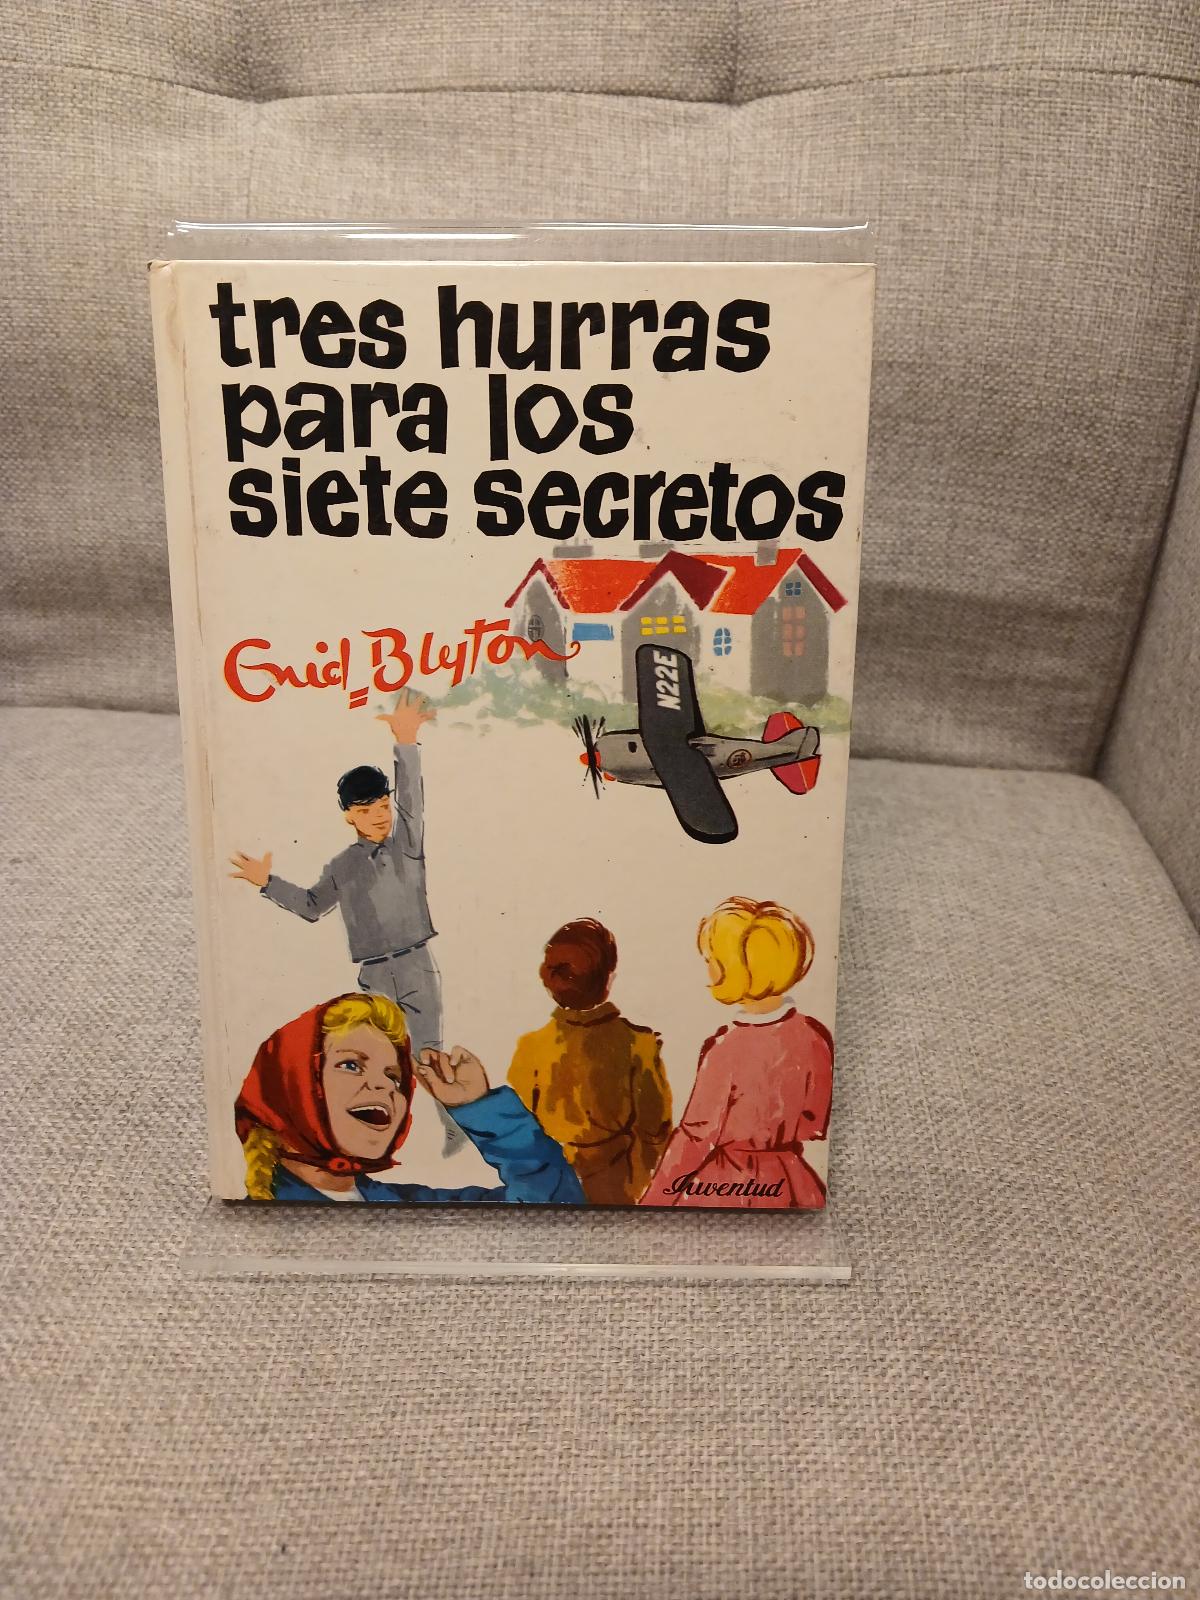 tres hurras
para los
siete secretos
Enid Blyton
N22E
Juventud
todocoleccion